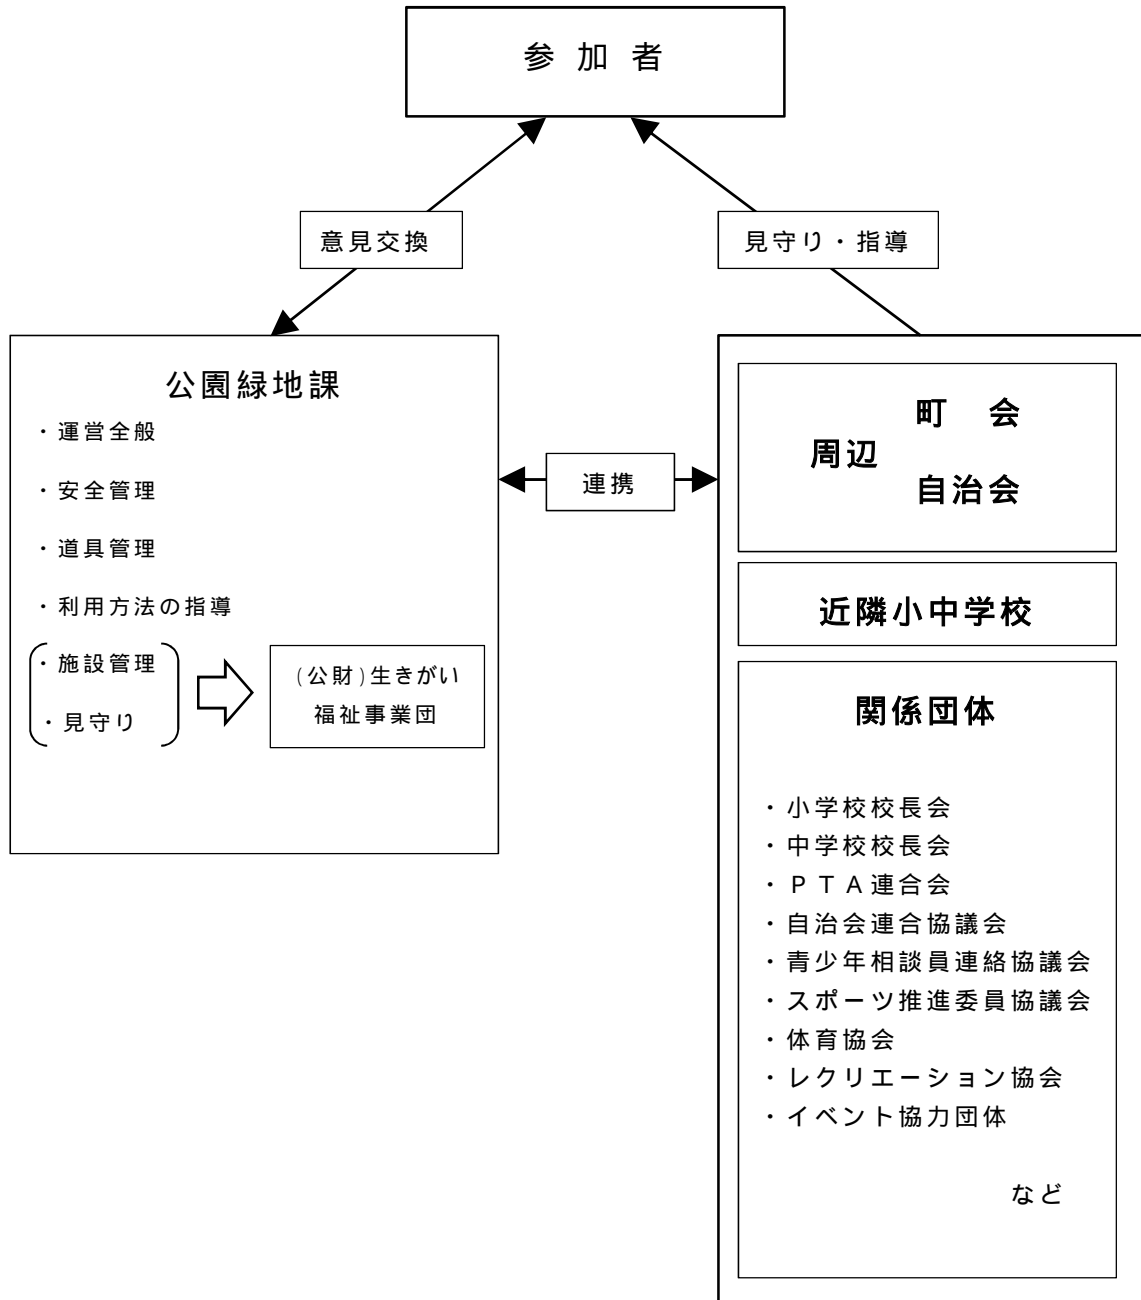 参加者
意見交換
見守り・指導
公園緑地課
・運営全般
・安全管理
・道具管理
・利用方法の指導
・施設管理
・見守り
(公財)生きがい
福祉事業団
連携
町　会
周辺
自治会
近隣小中学校
関係団体
・小学校校長会
・中学校校長会
・ＰＴＡ連合会
・自治会連合協議会
・青少年相談員連絡協議会
・スポーツ推進委員協議会
・体育協会
・レクリエーション協会
・イベント協力団体
など